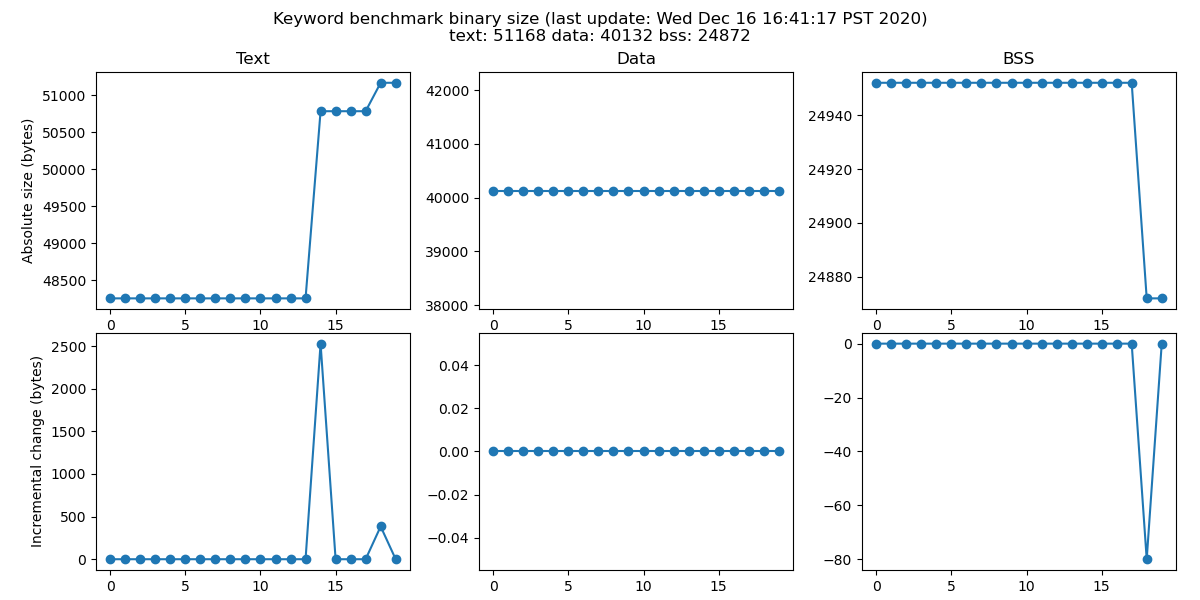 Keyword benchmark binary size (last update: Wed Dec 16 16:41:17 PST 2020)
text: 51168 data: 40132 bss: 24872
Text
Absolute size (bytes)
51000
50500
50000
49500
49000
48500
0 5 10 15
Data
42000
41000
40000
39000
38000
0 5 10 15
BSS
24940
24920
24900
24880
0 5 10 15
Incremental change (bytes)
2500
2000
1500
1000
500
0
0 5 10 15
0.04
0.02
0.00
−0.02
−0.04
0 5 10 15
0
−20
−40
−60
−80
0 5 10 15